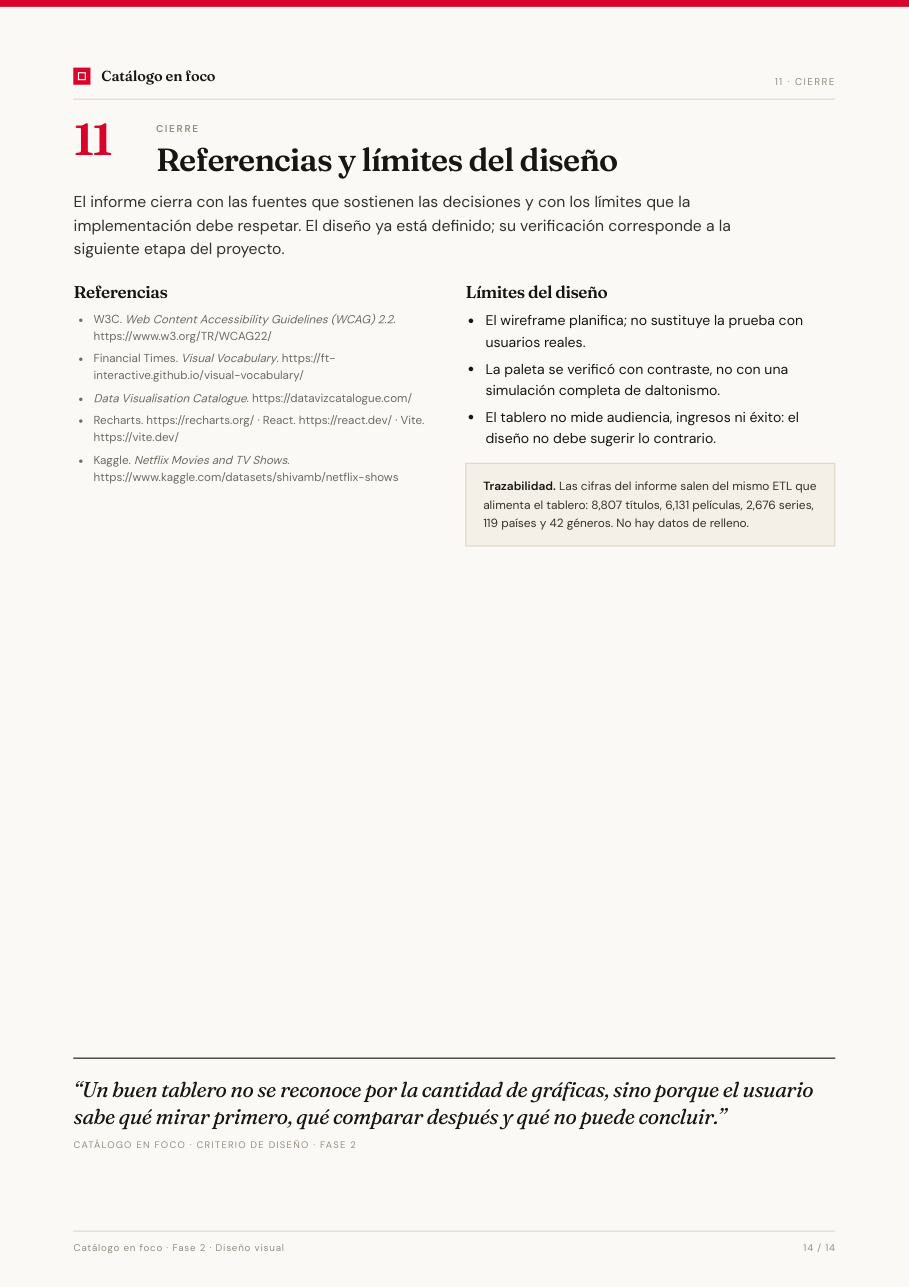 Catálogo en foco
11 · CIERRE
11
CIERRE
Referencias y límites del diseño
El informe cierra con las fuentes que sostienen las decisiones y con los límites que la
implementación debe respetar. El diseño ya está definido; su verificación corresponde a la
siguiente etapa del proyecto.
Referencias
• W3C. Web Content Accessibility Guidelines (WCAG) 2.2.
https://www.w3.org/TR/WCAG22/
• Financial Times. Visual Vocabulary. https://ft-
interactive.github.io/visual-vocabulary/
• Data Visualisation Catalogue. https://datavizcatalogue.com/
• Recharts. https://recharts.org/ · React. https://react.dev/ · Vite.
https://vite.dev/
• Kaggle. Netflix Movies and TV Shows.
https://www.kaggle.com/datasets/shivamb/netflix-shows
Límites del diseño
• El wireframe planifica; no sustituye la prueba con
usuarios reales.
• La paleta se verificó con contraste, no con una
simulación completa de daltonismo.
• El tablero no mide audiencia, ingresos ni éxito: el
diseño no debe sugerir lo contrario.
Trazabilidad. Las cifras del informe salen del mismo ETL que
alimenta el tablero: 8,807 títulos, 6,131 películas, 2,676 series,
119 países y 42 géneros. No hay datos de relleno.
“Un buen tablero no se reconoce por la cantidad de gráficas, sino porque el usuario
sabe qué mirar primero, qué comparar después y qué no puede concluir.”
CATÁLOGO EN FOCO · CRITERIO DE DISEÑO · FASE 2
Catálogo en foco · Fase 2 · Diseño visual
14 / 14